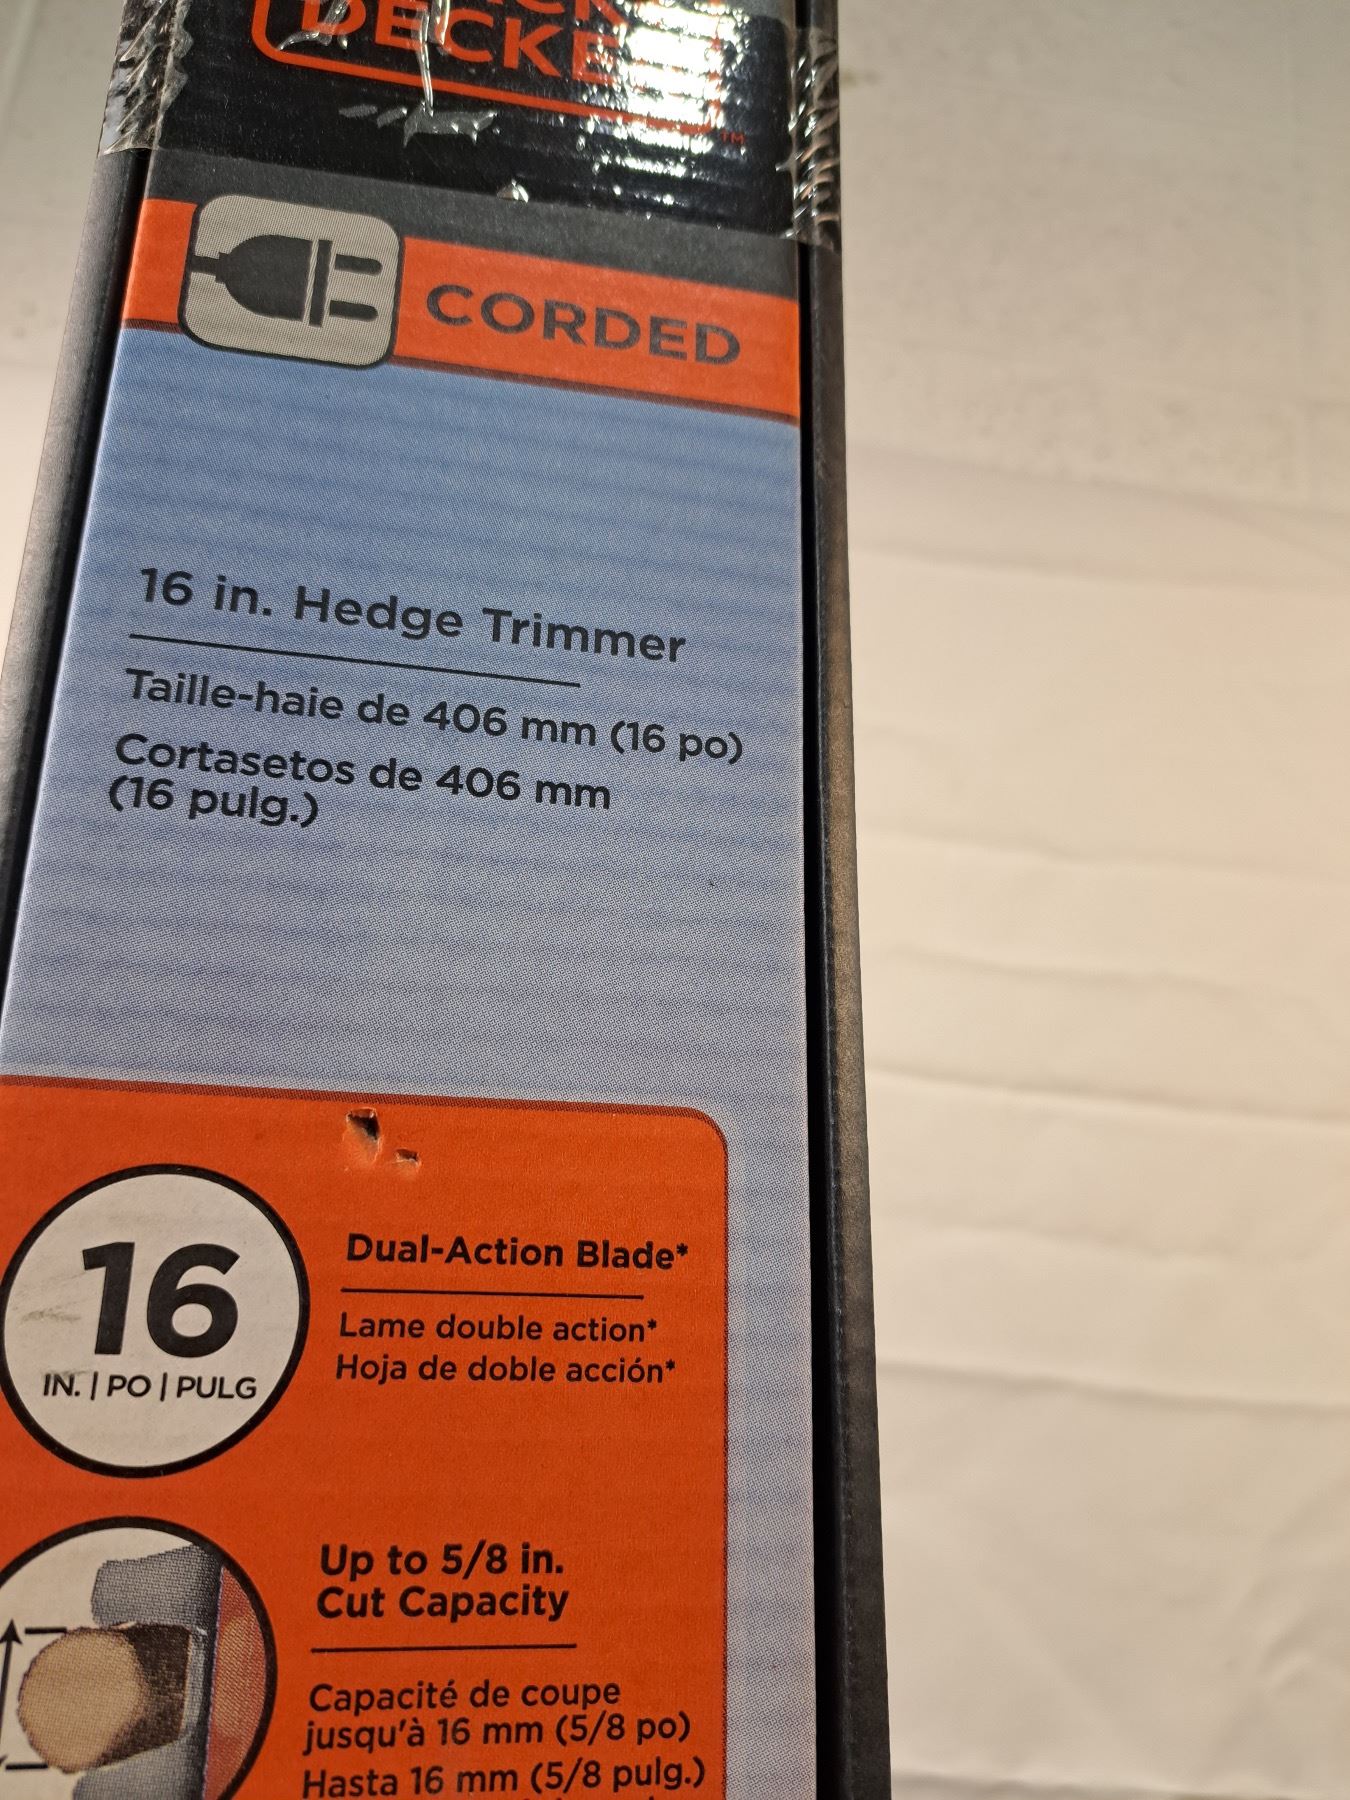 DECKE
TM
CORDED
16 in. Hedge Trimmer
Taille-haie de 406 mm (16 po)
Cortasetos de 406 mm
(16 pulg.)
16
IN. | PO | PULG
Dual-Action Blade*
Lame double action*
Hoja de doble acción*
Up to 5/8 in.
Cut Capacity
Capacité de coupe
jusqu'à 16 mm (5/8 po)
Hasta 16 mm (5/8 pulg.)